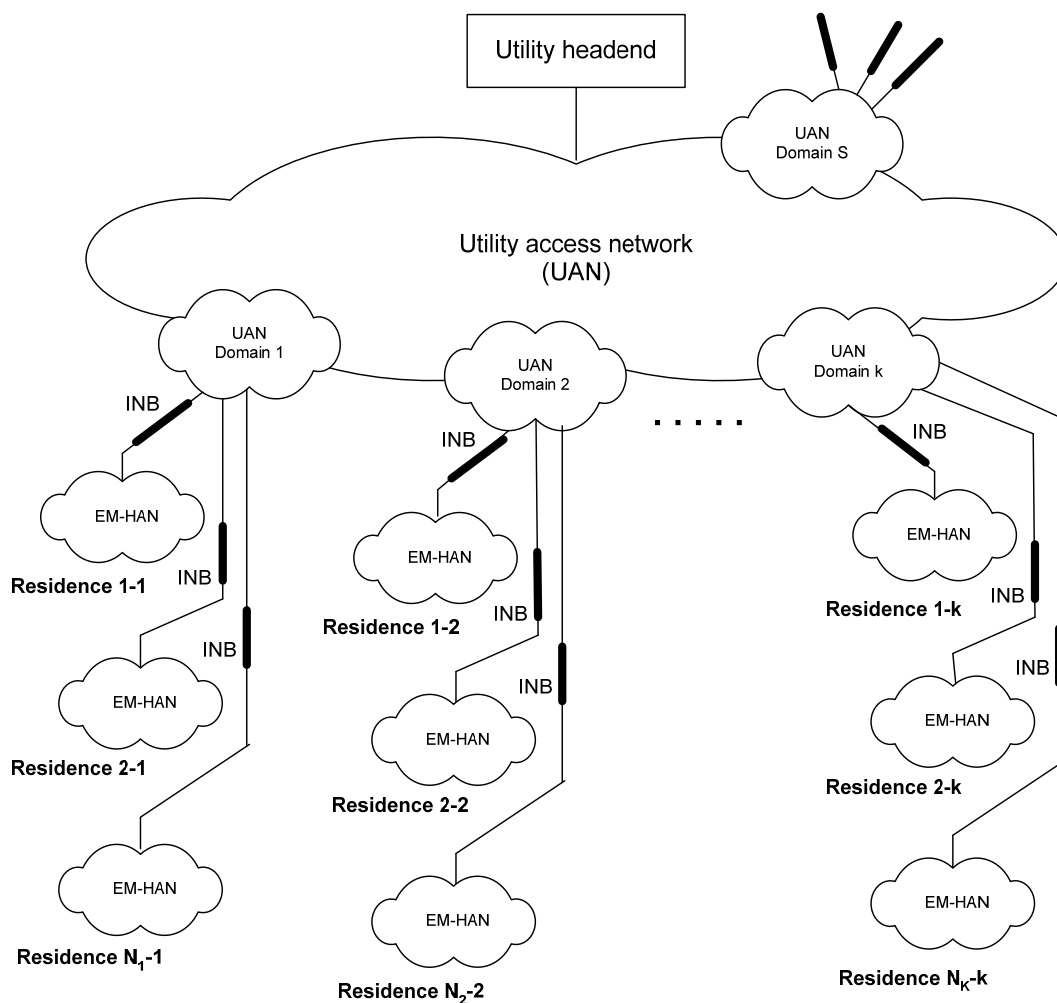 Utility headend
UAN
Domain S
Utility access network
(UAN)
UAN
Domain 1
UAN
Domain 2
UAN
Domain k
. . . . .
INB
INB
INB
EM-HAN
EM-HAN
EM-HAN
Residence 1-1
Residence 1-2
Residence 1-k
INB
INB
INB
INB
INB
INB
EM-HAN
EM-HAN
EM-HAN
Residence 2-1
Residence 2-2
Residence 2-k
EM-HAN
EM-HAN
EM-HAN
Residence N₁-1
Residence N₂-2
Residence Nₖ-k